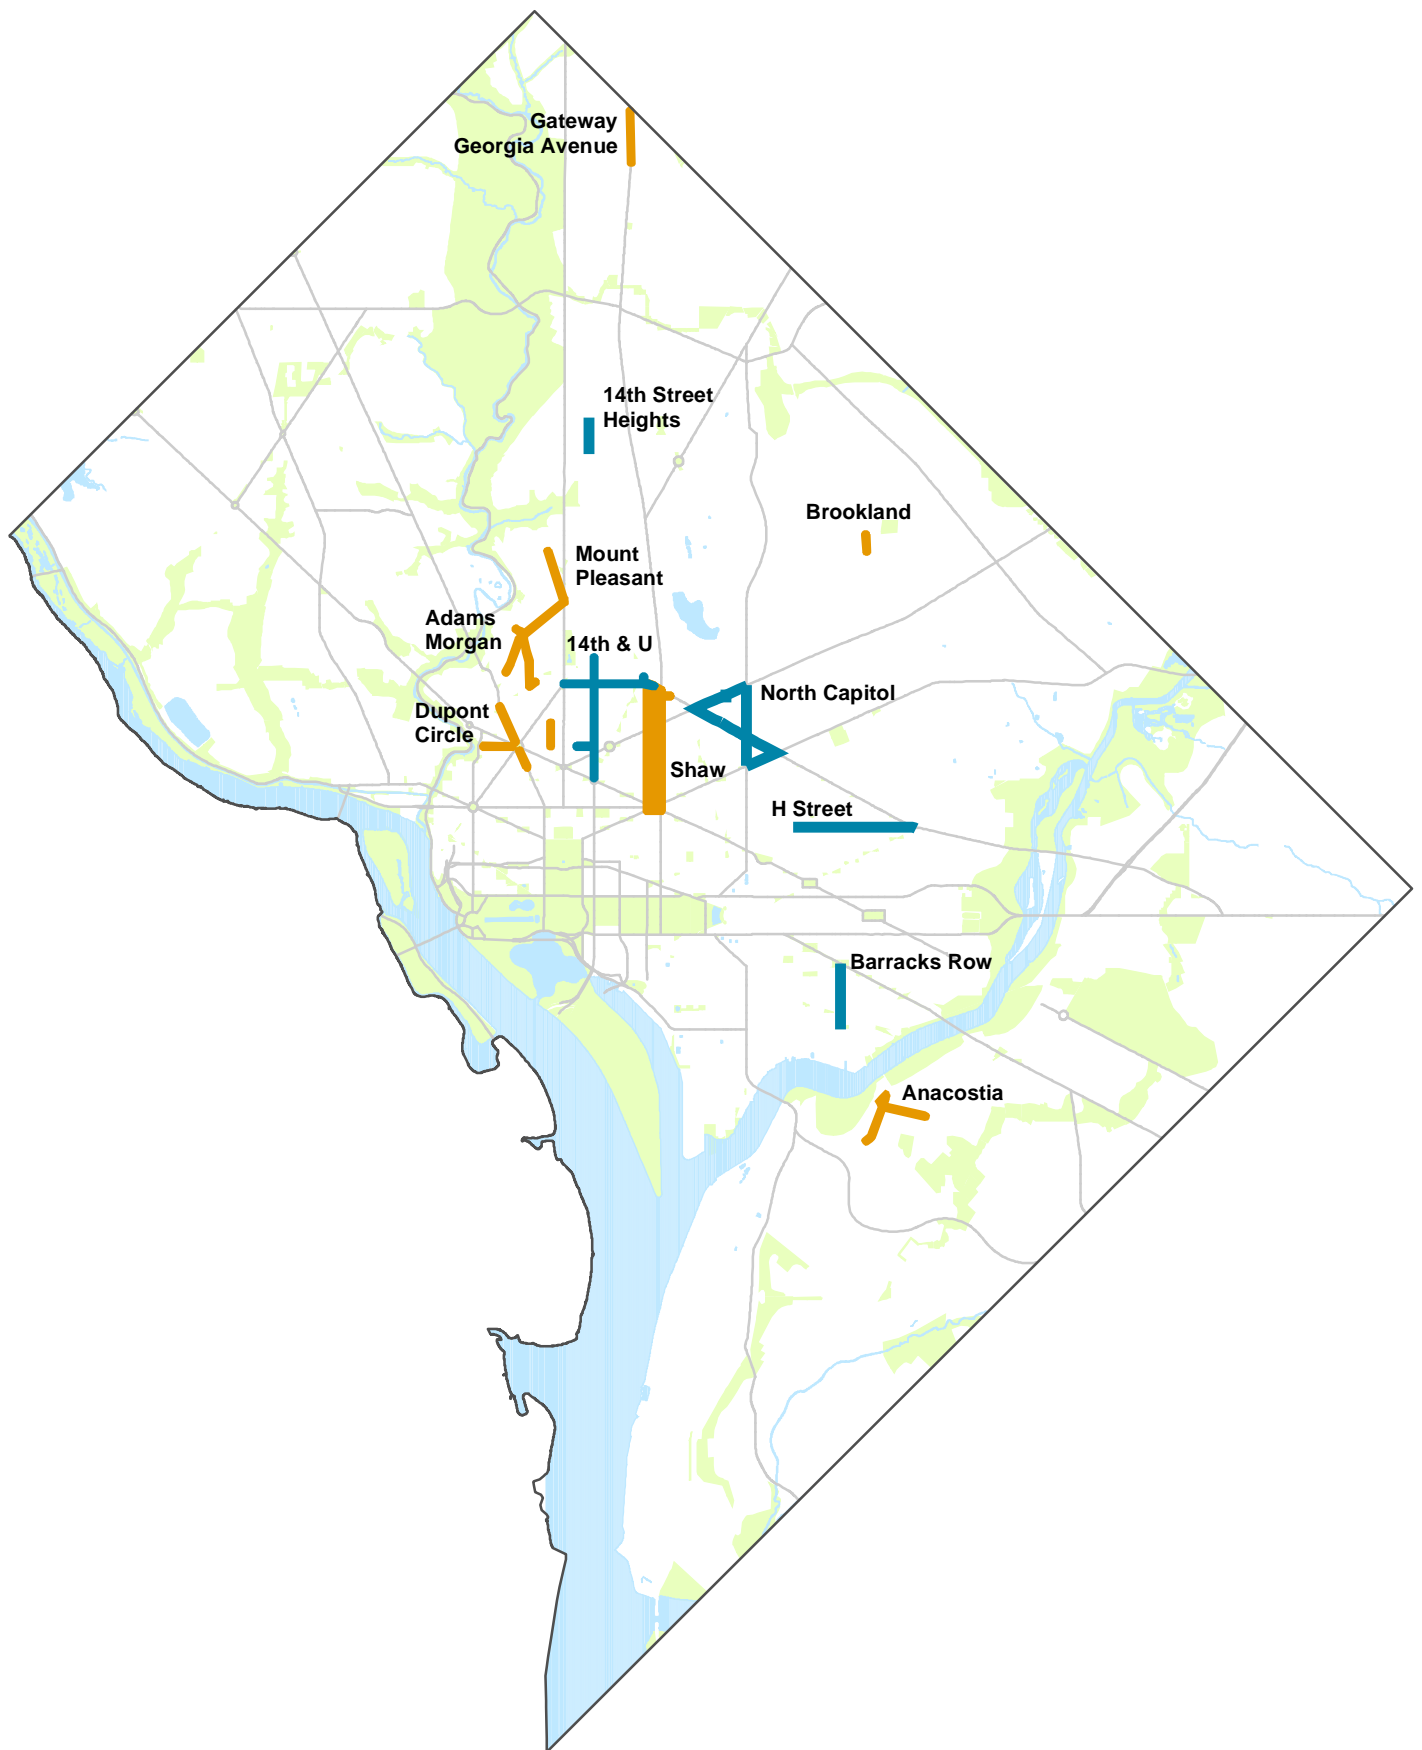 Gateway
Georgia Avenue
14th Street
Heights
Brookland
Mount
Pleasant
Adams
Morgan
14th & U
North Capitol
Dupont
Circle
Shaw
H Street
Barracks Row
Anacostia